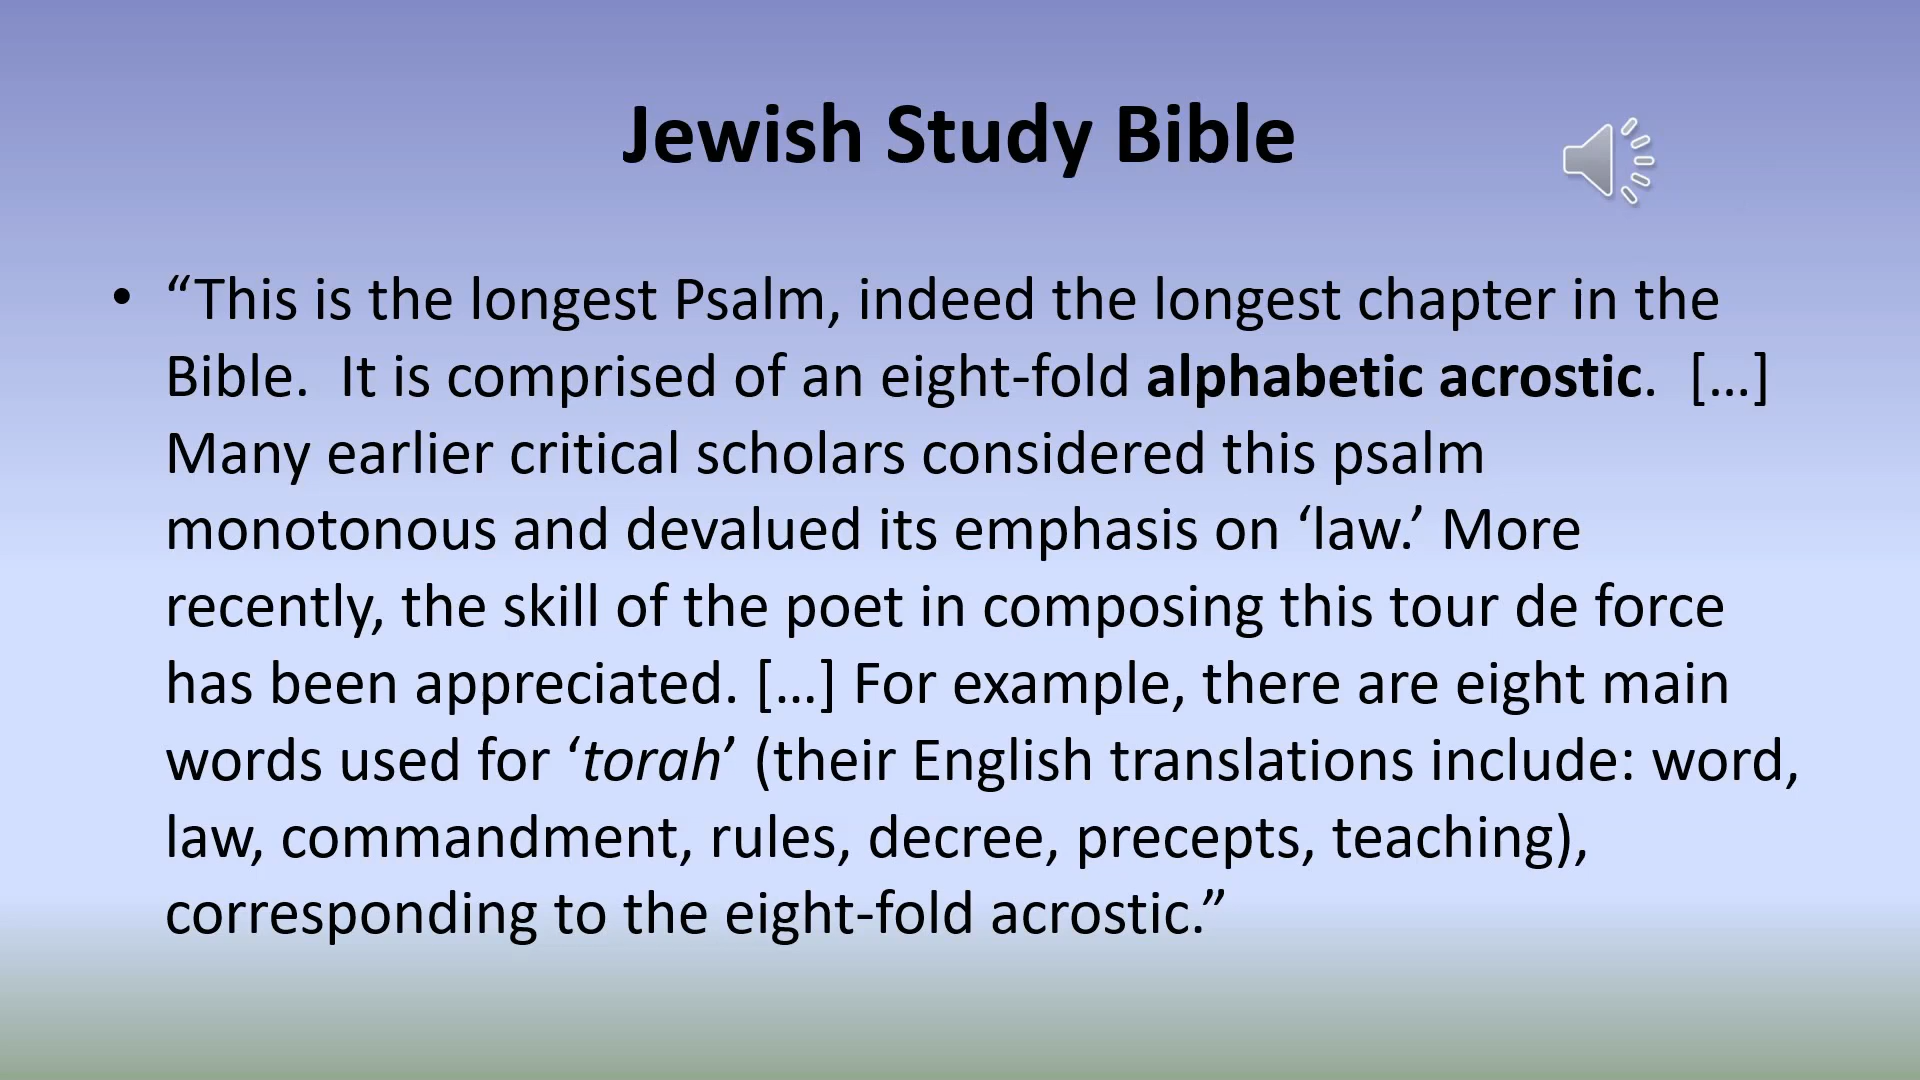 Jewish Study Bible
• “This is the longest Psalm, indeed the longest chapter in the
Bible.  It is comprised of an eight-fold alphabetic acrostic.  […]
Many earlier critical scholars considered this psalm
monotonous and devalued its emphasis on ‘law.’ More
recently, the skill of the poet in composing this tour de force
has been appreciated. […] For example, there are eight main
words used for ‘torah’ (their English translations include: word,
law, commandment, rules, decree, precepts, teaching),
corresponding to the eight-fold acrostic.”